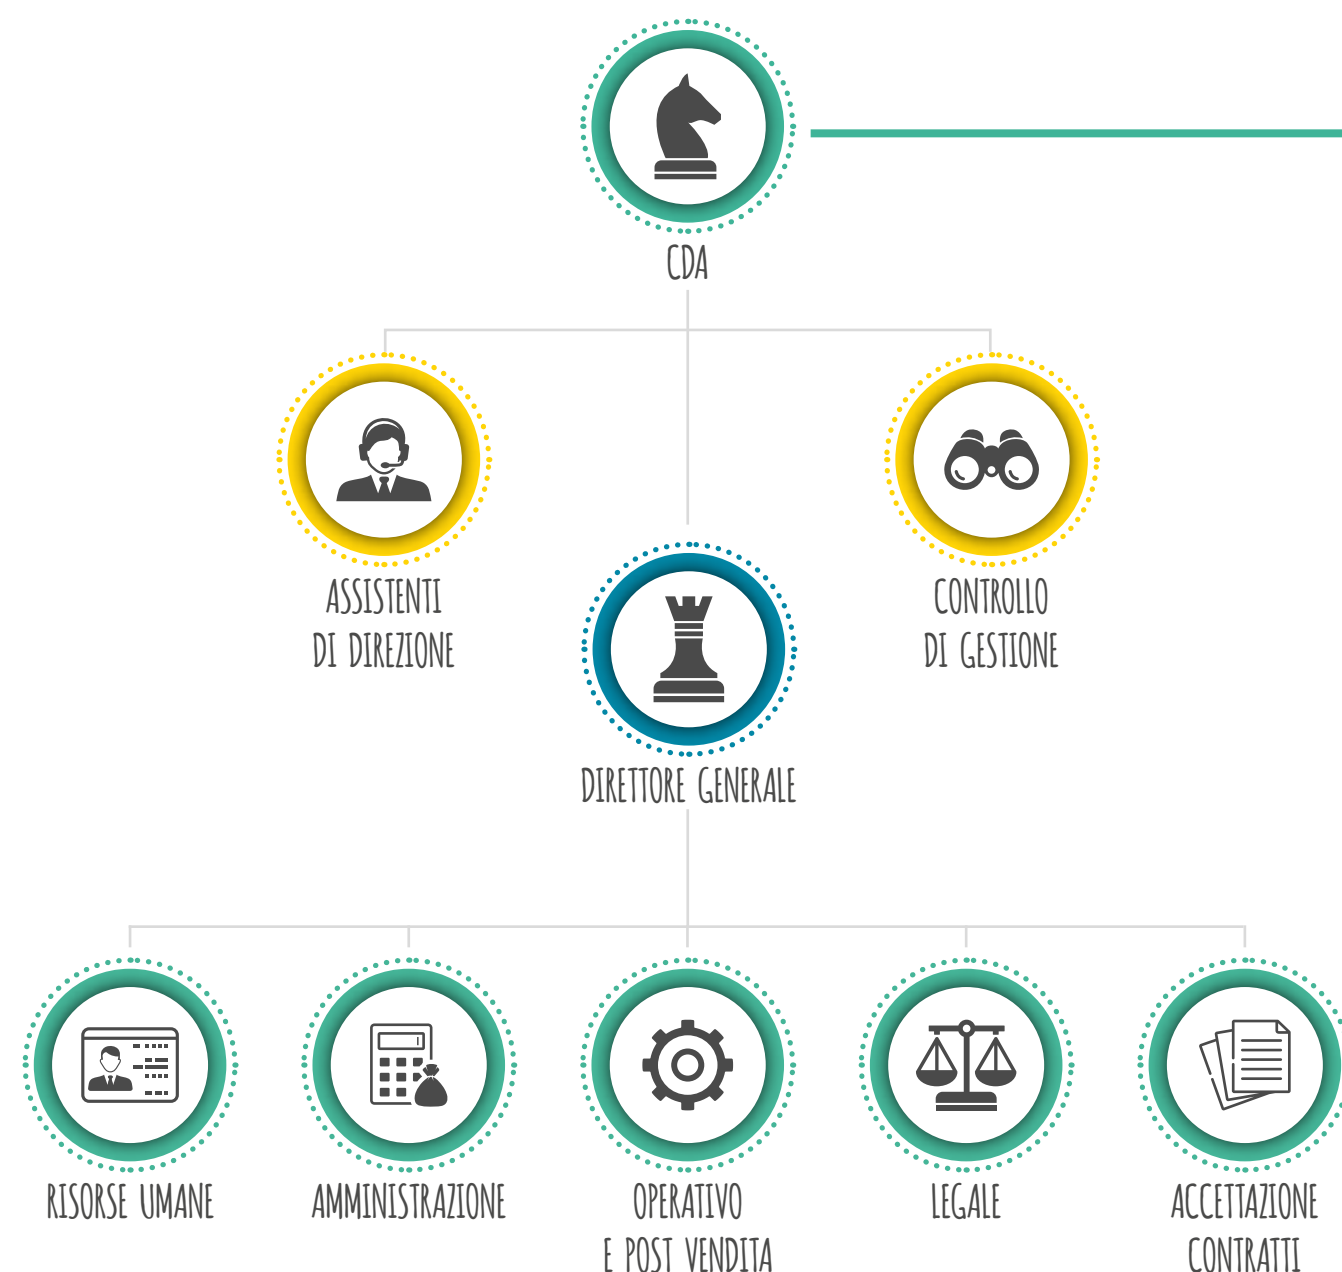 CDA
ASSISTENTI
DI DIREZIONE
CONTROLLO
DI GESTIONE
DIRETTORE GENERALE
RISORSE UMANE
AMMINISTRAZIONE
OPERATIVO
E POST VENDITA
LEGALE
ACCETTAZIONE
CONTRATTI